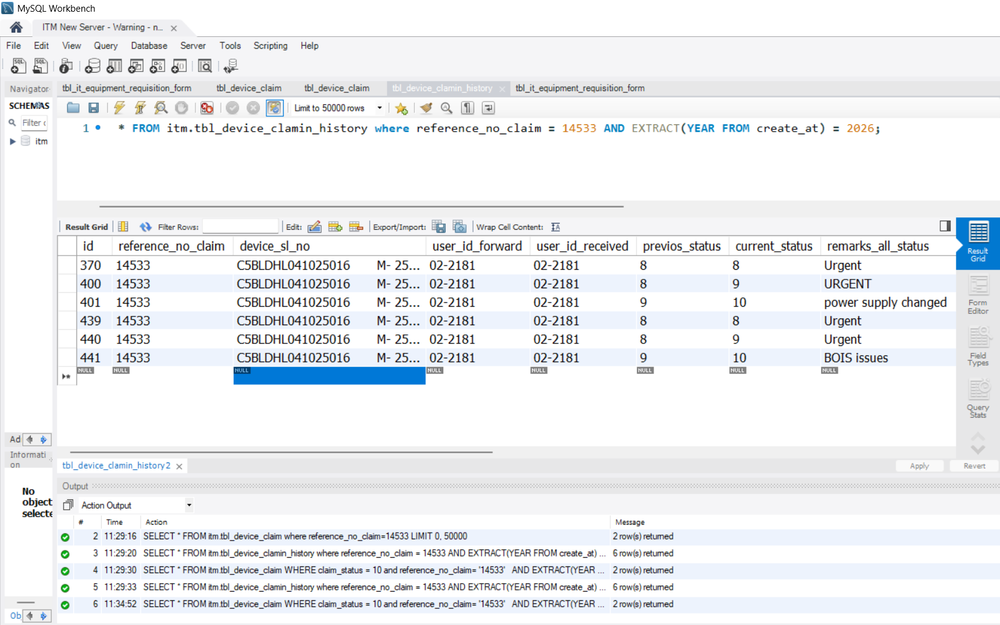 MySQL Workbench
ITM New Server - Warning - n...
File Edit View Query Database Server Tools Scripting Help
Navigator
tbl_it_equipment_requisition_form tbl_device_claim tbl_device_claim tbl_device_clamin_history tbl_it_equipment_requisition_form
SCHEMAS
Limit to 50000 rows
Filter
1 * FROM itm.tbl_device_clamin_history where reference_no_claim = 14533 AND EXTRACT(YEAR FROM create_at) = 2026;
itm
Result Grid Filter Rows: Edit: Export/Import: Wrap Cell Content:
id reference_no_claim device_sl_no user_id_forward user_id_received previos_status current_status remarks_all_status
370 14533 C5BLDHL041025016 M- 25... 02-2181 02-2181 8 8 Urgent
400 14533 C5BLDHL041025016 M- 25... 02-2181 02-2181 8 9 URGENT
401 14533 C5BLDHL041025016 M- 25... 02-2181 02-2181 9 10 power supply changed
439 14533 C5BLDHL041025016 M- 25... 02-2181 02-2181 8 8 Urgent
440 14533 C5BLDHL041025016 M- 25... 02-2181 02-2181 8 9 Urgent
441 14533 C5BLDHL041025016 M- 25... 02-2181 02-2181 9 10 BOIS issues
NULL NULL NULL NULL NULL NULL NULL NULL
Result
Grid
Form
Editor
Field
Types
Query
Stats
Ad
Informati
on
tbl_device_clamin_history2 Apply Revert
No
object
selecte
Output
Action Output
# Time Action Message
2 11:29:16 SELECT * FROM itm.tbl_device_claim where reference_no_claim=14533 LIMIT 0, 50000 2 row(s) returned
3 11:29:20 SELECT * FROM itm.tbl_device_clamin_history where reference_no_claim = 14533 AND EXTRACT(YEAR FROM create_at) ... 6 row(s) returned
4 11:29:30 SELECT * FROM itm.tbl_device_claim WHERE claim_status = 10 and reference_no_claim= '14533' AND EXTRACT(YEAR ... 2 row(s) returned
5 11:29:33 SELECT * FROM itm.tbl_device_clamin_history where reference_no_claim = 14533 AND EXTRACT(YEAR FROM create_at) ... 6 row(s) returned
6 11:34:52 SELECT * FROM itm.tbl_device_claim WHERE claim_status = 10 and reference_no_claim= '14533' AND EXTRACT(YEAR ... 2 row(s) returned
Ob